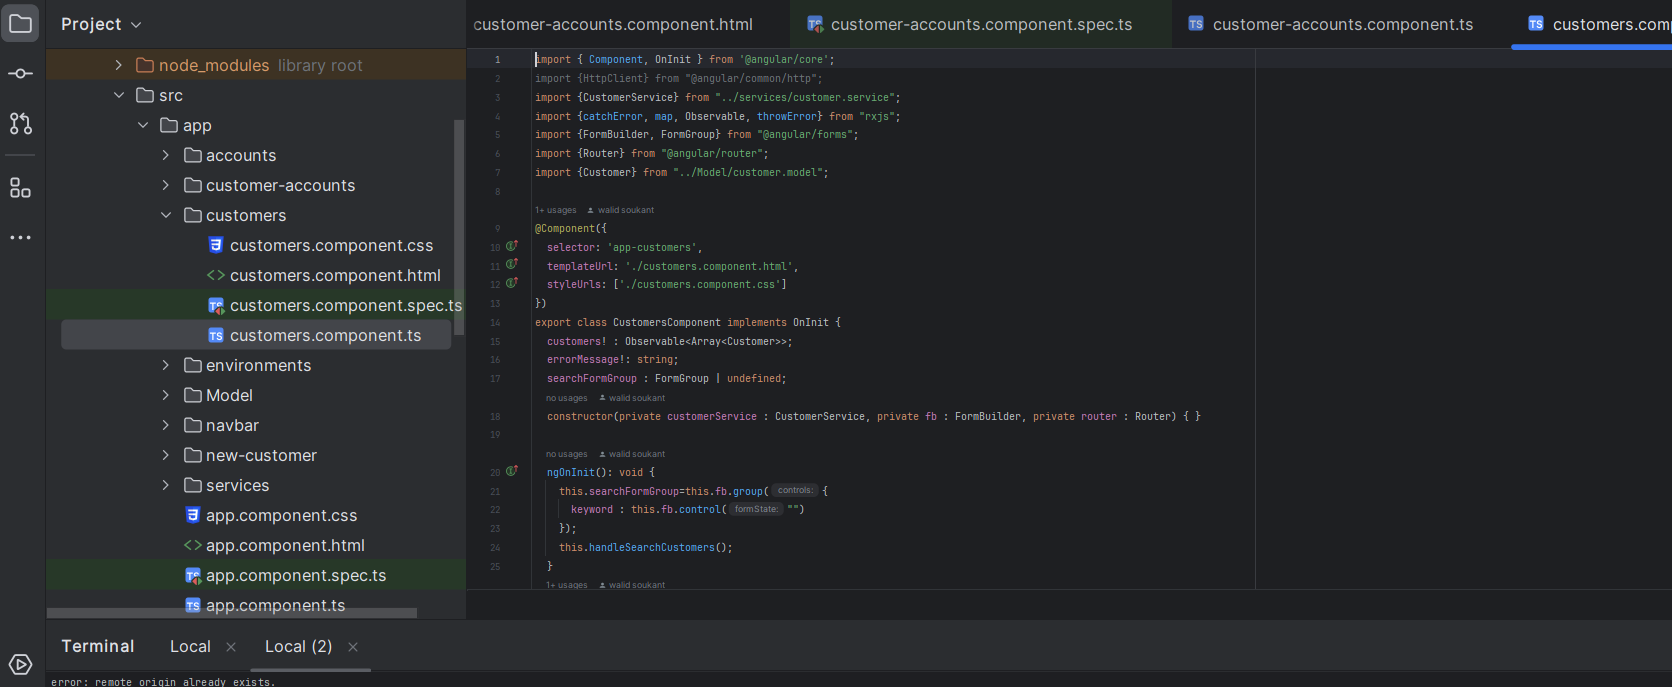 Project
customer-accounts.component.html
customer-accounts.component.spec.ts
customer-accounts.component.ts
customers.com
node_modules library root
src
app
accounts
customer-accounts
customers
customers.component.css
customers.component.html
customers.component.spec.ts
customers.component.ts
environments
Model
navbar
new-customer
services
app.component.css
app.component.html
app.component.spec.ts
app.component.ts
1 import { Component, OnInit } from '@angular/core';
2 import {HttpClient} from "@angular/common/http";
3 import {CustomerService} from "../services/customer.service";
4 import {catchError, map, Observable, throwError} from "rxjs";
5 import {FormBuilder, FormGroup} from "@angular/forms";
6 import {Router} from "@angular/router";
7 import {Customer} from "../Model/customer.model";
8
1+ usages walid soukant
9 @Component({
10 selector: 'app-customers',
11 templateUrl: './customers.component.html',
12 styleUrls: ['./customers.component.css']
13 })
14 export class CustomersComponent implements OnInit {
15 customers! : Observable<Array<Customer>>;
16 errorMessage!: string;
17 searchFormGroup : FormGroup | undefined;
no usages walid soukant
18 constructor(private customerService : CustomerService, private fb : FormBuilder, private router : Router) { }
19
no usages walid soukant
20 ngOnInit(): void {
21 this.searchFormGroup=this.fb.group( controls: {
22 keyword : this.fb.control( formState: "")
23 });
24 this.handleSearchCustomers();
25 }
1+ usages walid soukant
Terminal Local × Local (2) ×
error: remote origin already exists.